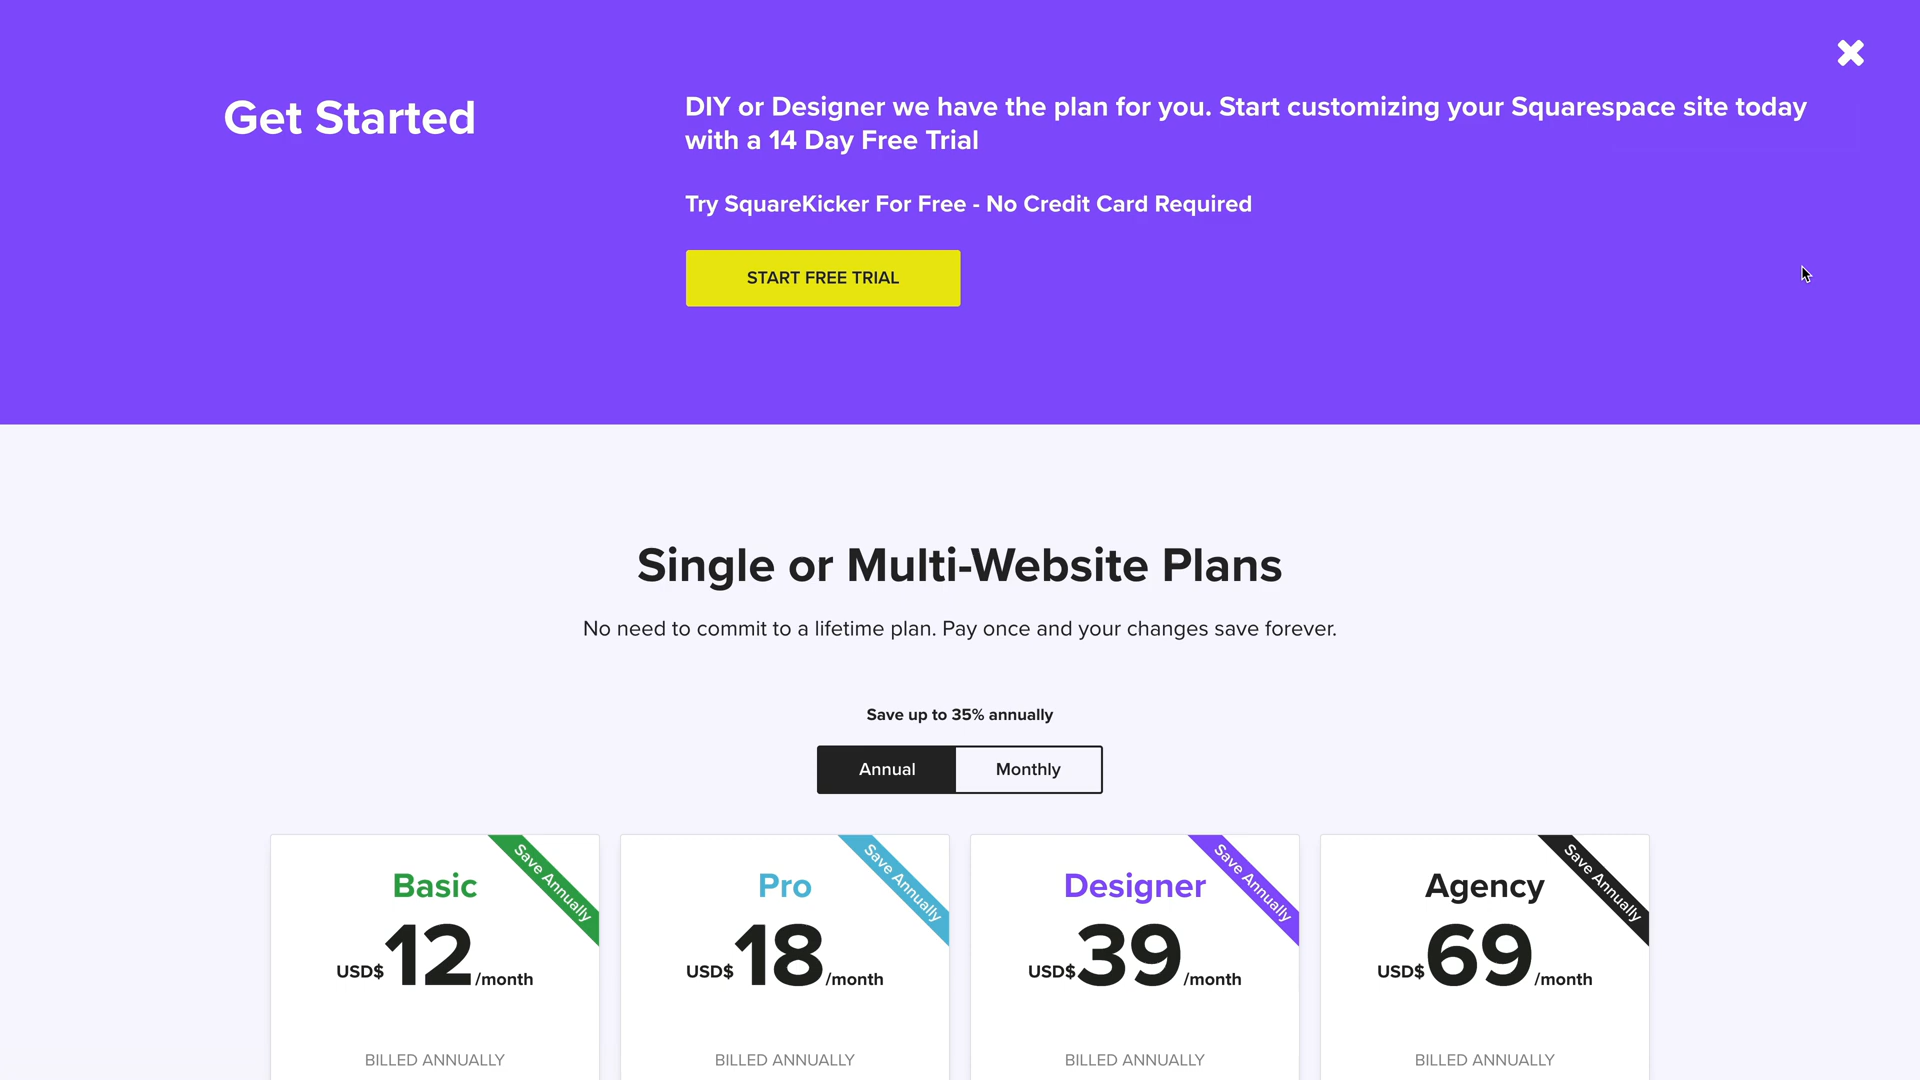 Get Started
DIY or Designer we have the plan for you. Start customizing your Squarespace site today
with a 14 Day Free Trial
Try SquareKicker For Free - No Credit Card Required
START FREE TRIAL
Single or Multi-Website Plans
No need to commit to a lifetime plan. Pay once and your changes save forever.
Save up to 35% annually
Annual
Monthly
Save Annually
Basic
USD$12/month
BILLED ANNUALLY
Save Annually
Pro
USD$18/month
BILLED ANNUALLY
Save Annually
Designer
USD$39/month
BILLED ANNUALLY
Save Annually
Agency
USD$69/month
BILLED ANNUALLY